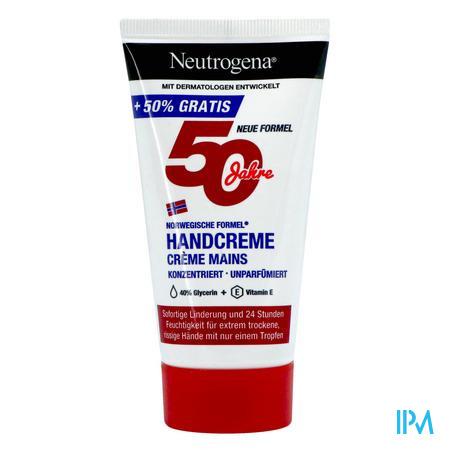 Neutrogena®
MIT DERMATOLOGEN ENTWICKELT
+ 50% GRATIS
NEUE FORMEL
50
Jahre
NORWEGISCHE FORMEL®
HANDCREME
CRÈME MAINS
KONZENTRIERT · UNPARFÜMIERT
40% Glycerin + E Vitamin E
Sofortige Linderung und 24 Stunden
Feuchtigkeit für extrem trockene,
rissige Hände mit nur einem Tropfen
IPM